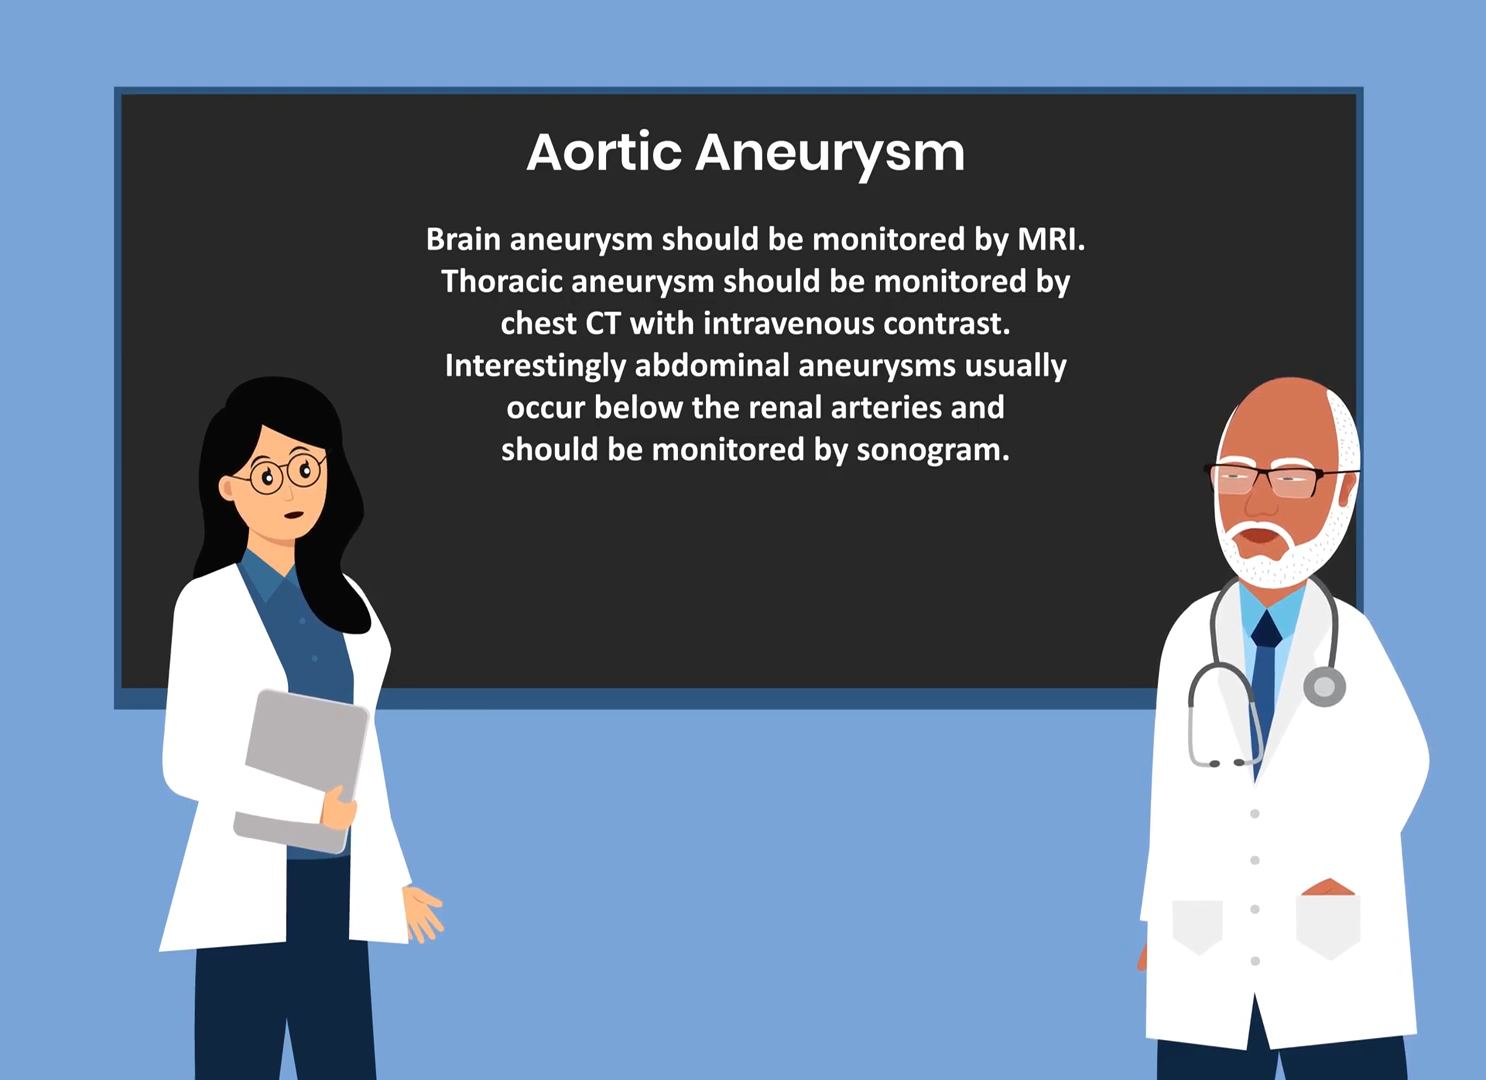 Aortic Aneurysm
Brain aneurysm should be monitored by MRI.
Thoracic aneurysm should be monitored by
chest CT with intravenous contrast.
Interestingly abdominal aneurysms usually
occur below the renal arteries and
should be monitored by sonogram.